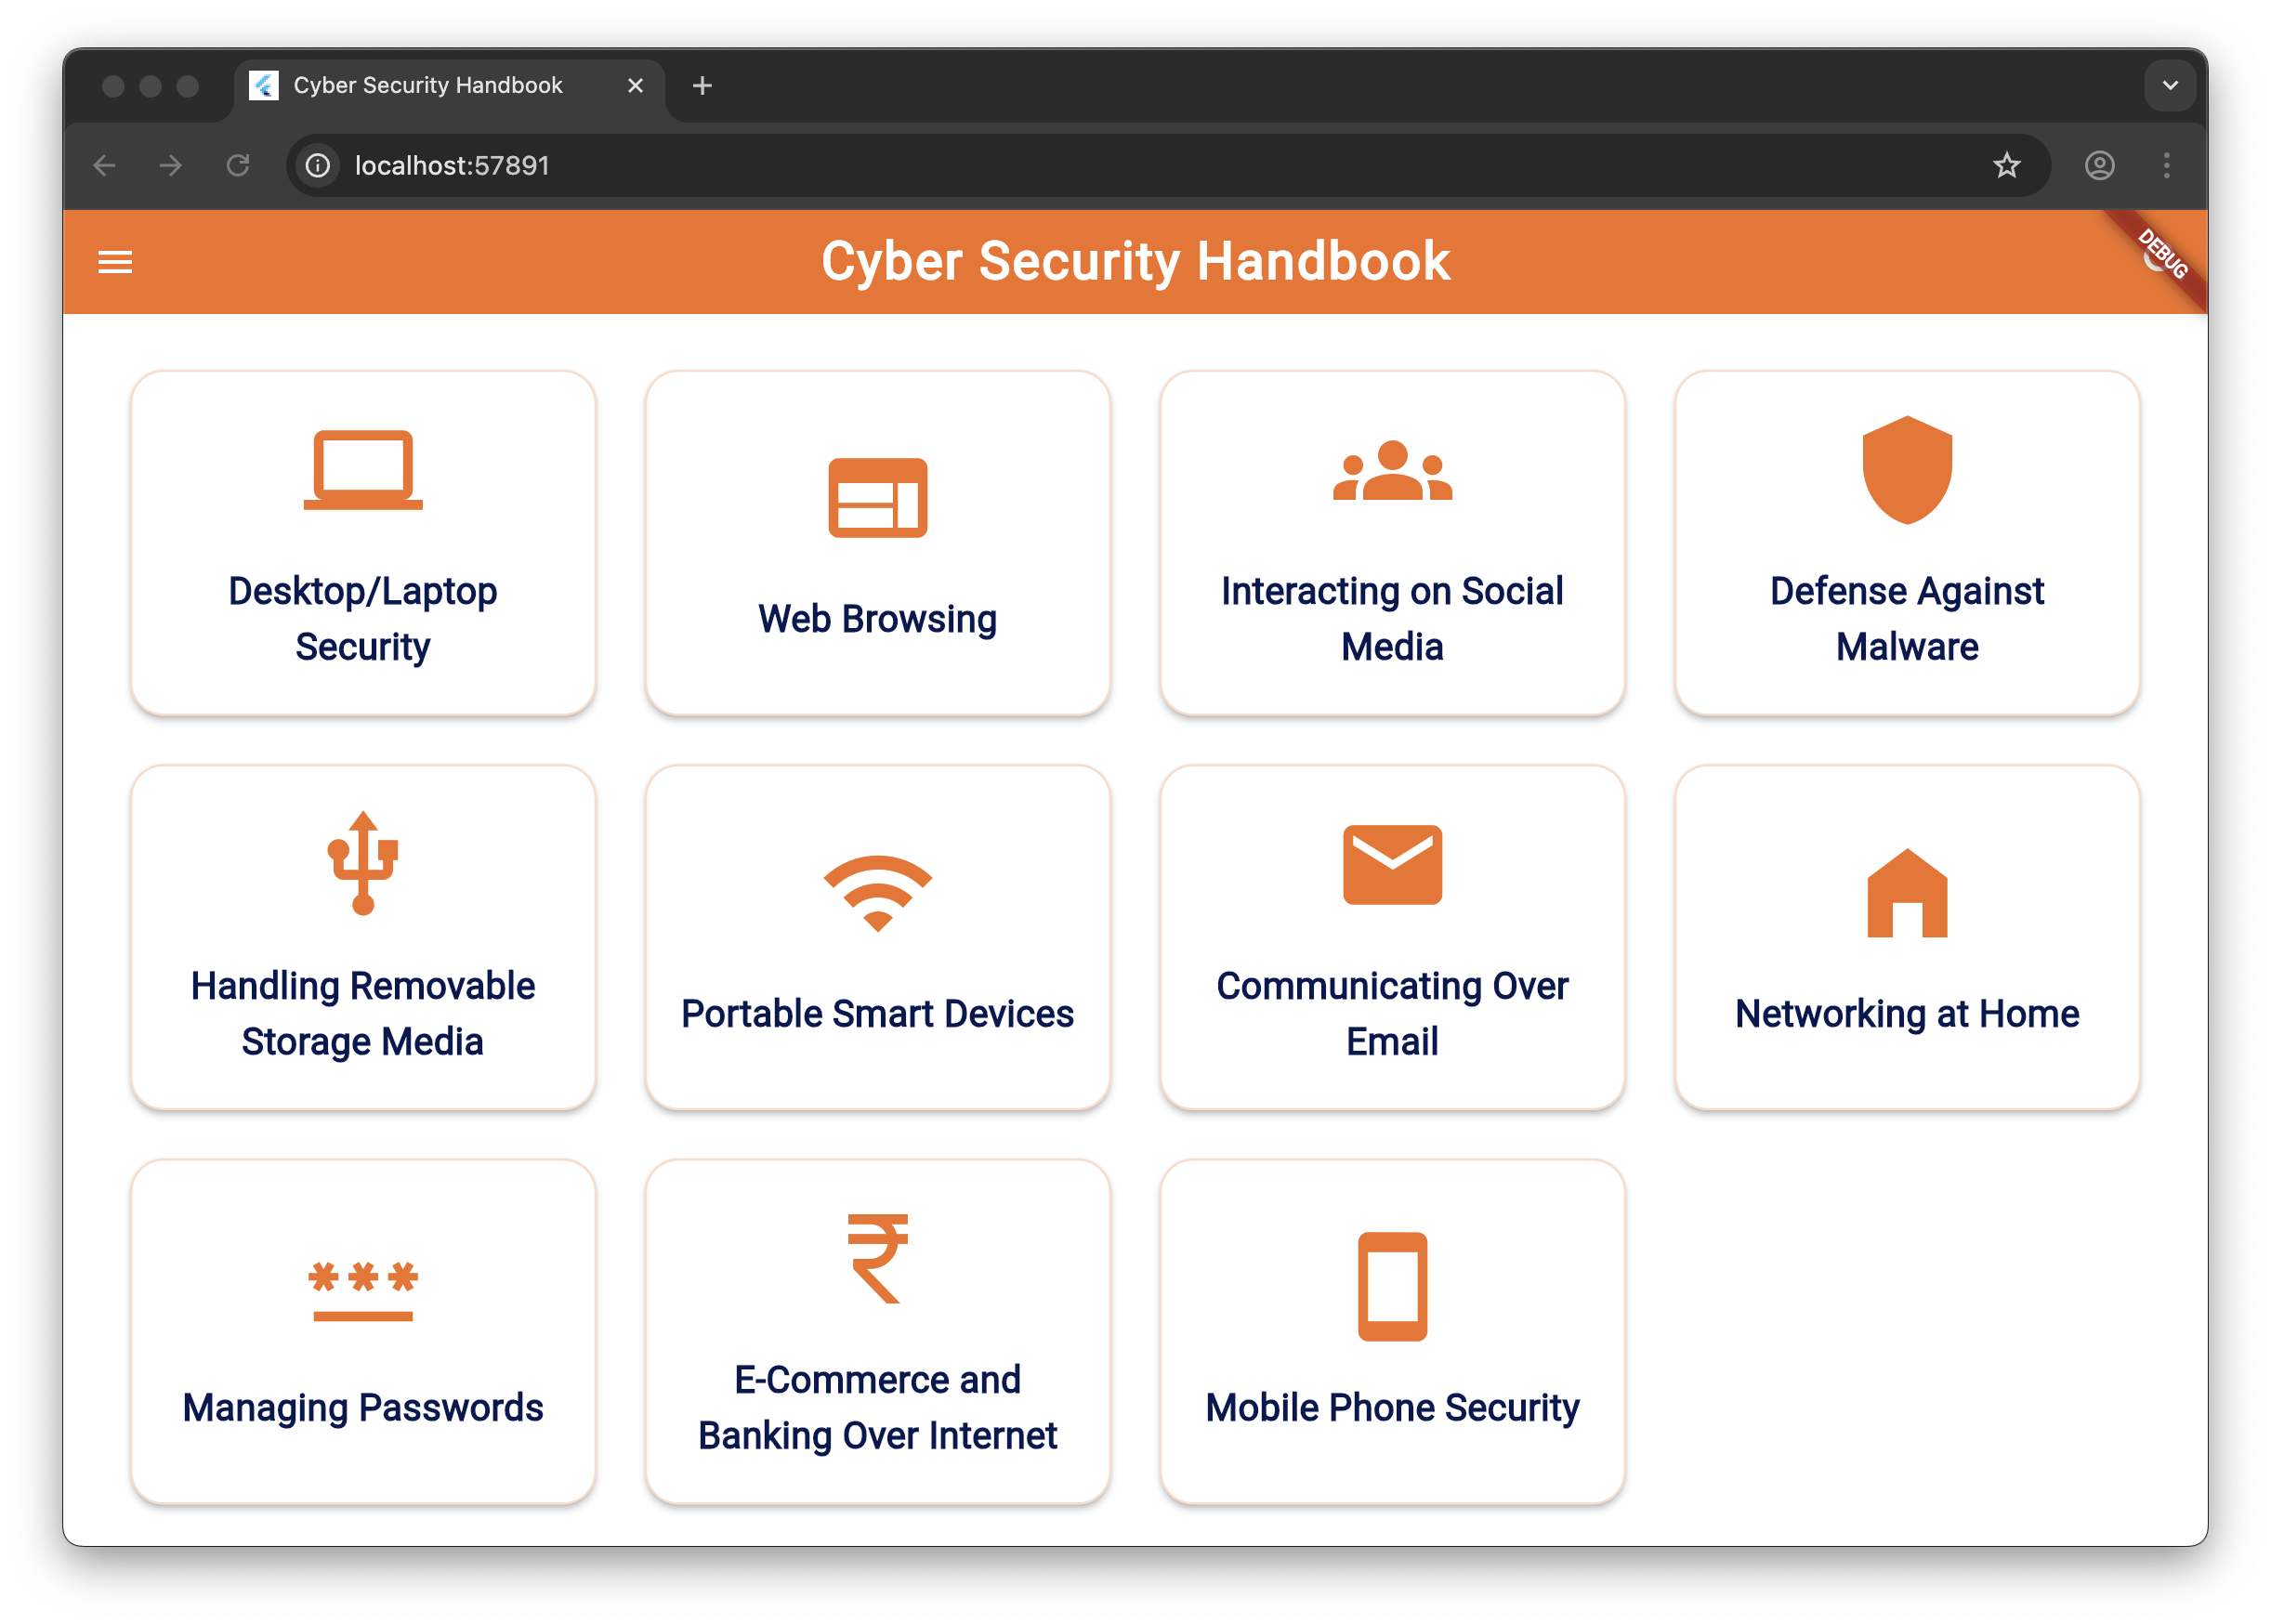 Cyber Security Handbook
localhost:57891
Cyber Security Handbook
DEBUG
Desktop/Laptop
Security
Web Browsing
Interacting on Social
Media
Defense Against
Malware
Handling Removable
Storage Media
Portable Smart Devices
Communicating Over
Email
Networking at Home
Managing Passwords
E-Commerce and
Banking Over Internet
Mobile Phone Security